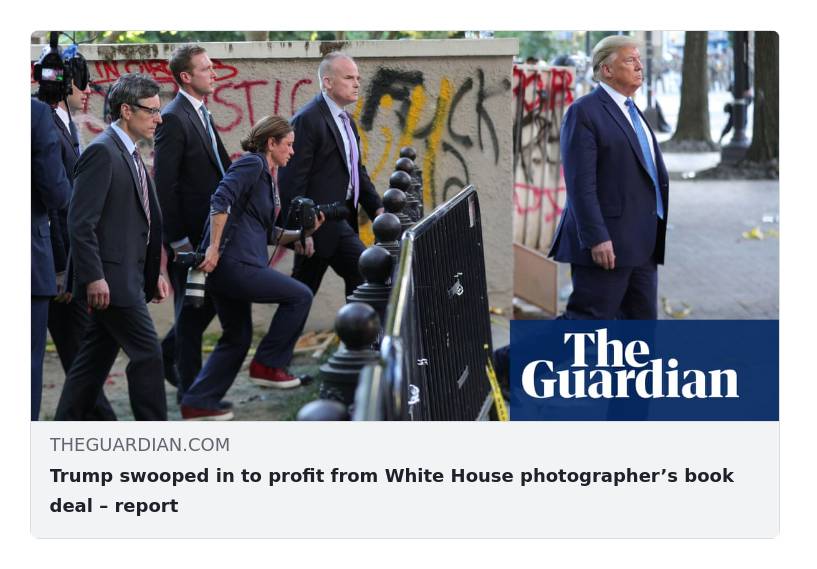 The
Guardian
THEGUARDIAN.COM
Trump swooped in to profit from White House photographer’s book
deal – report